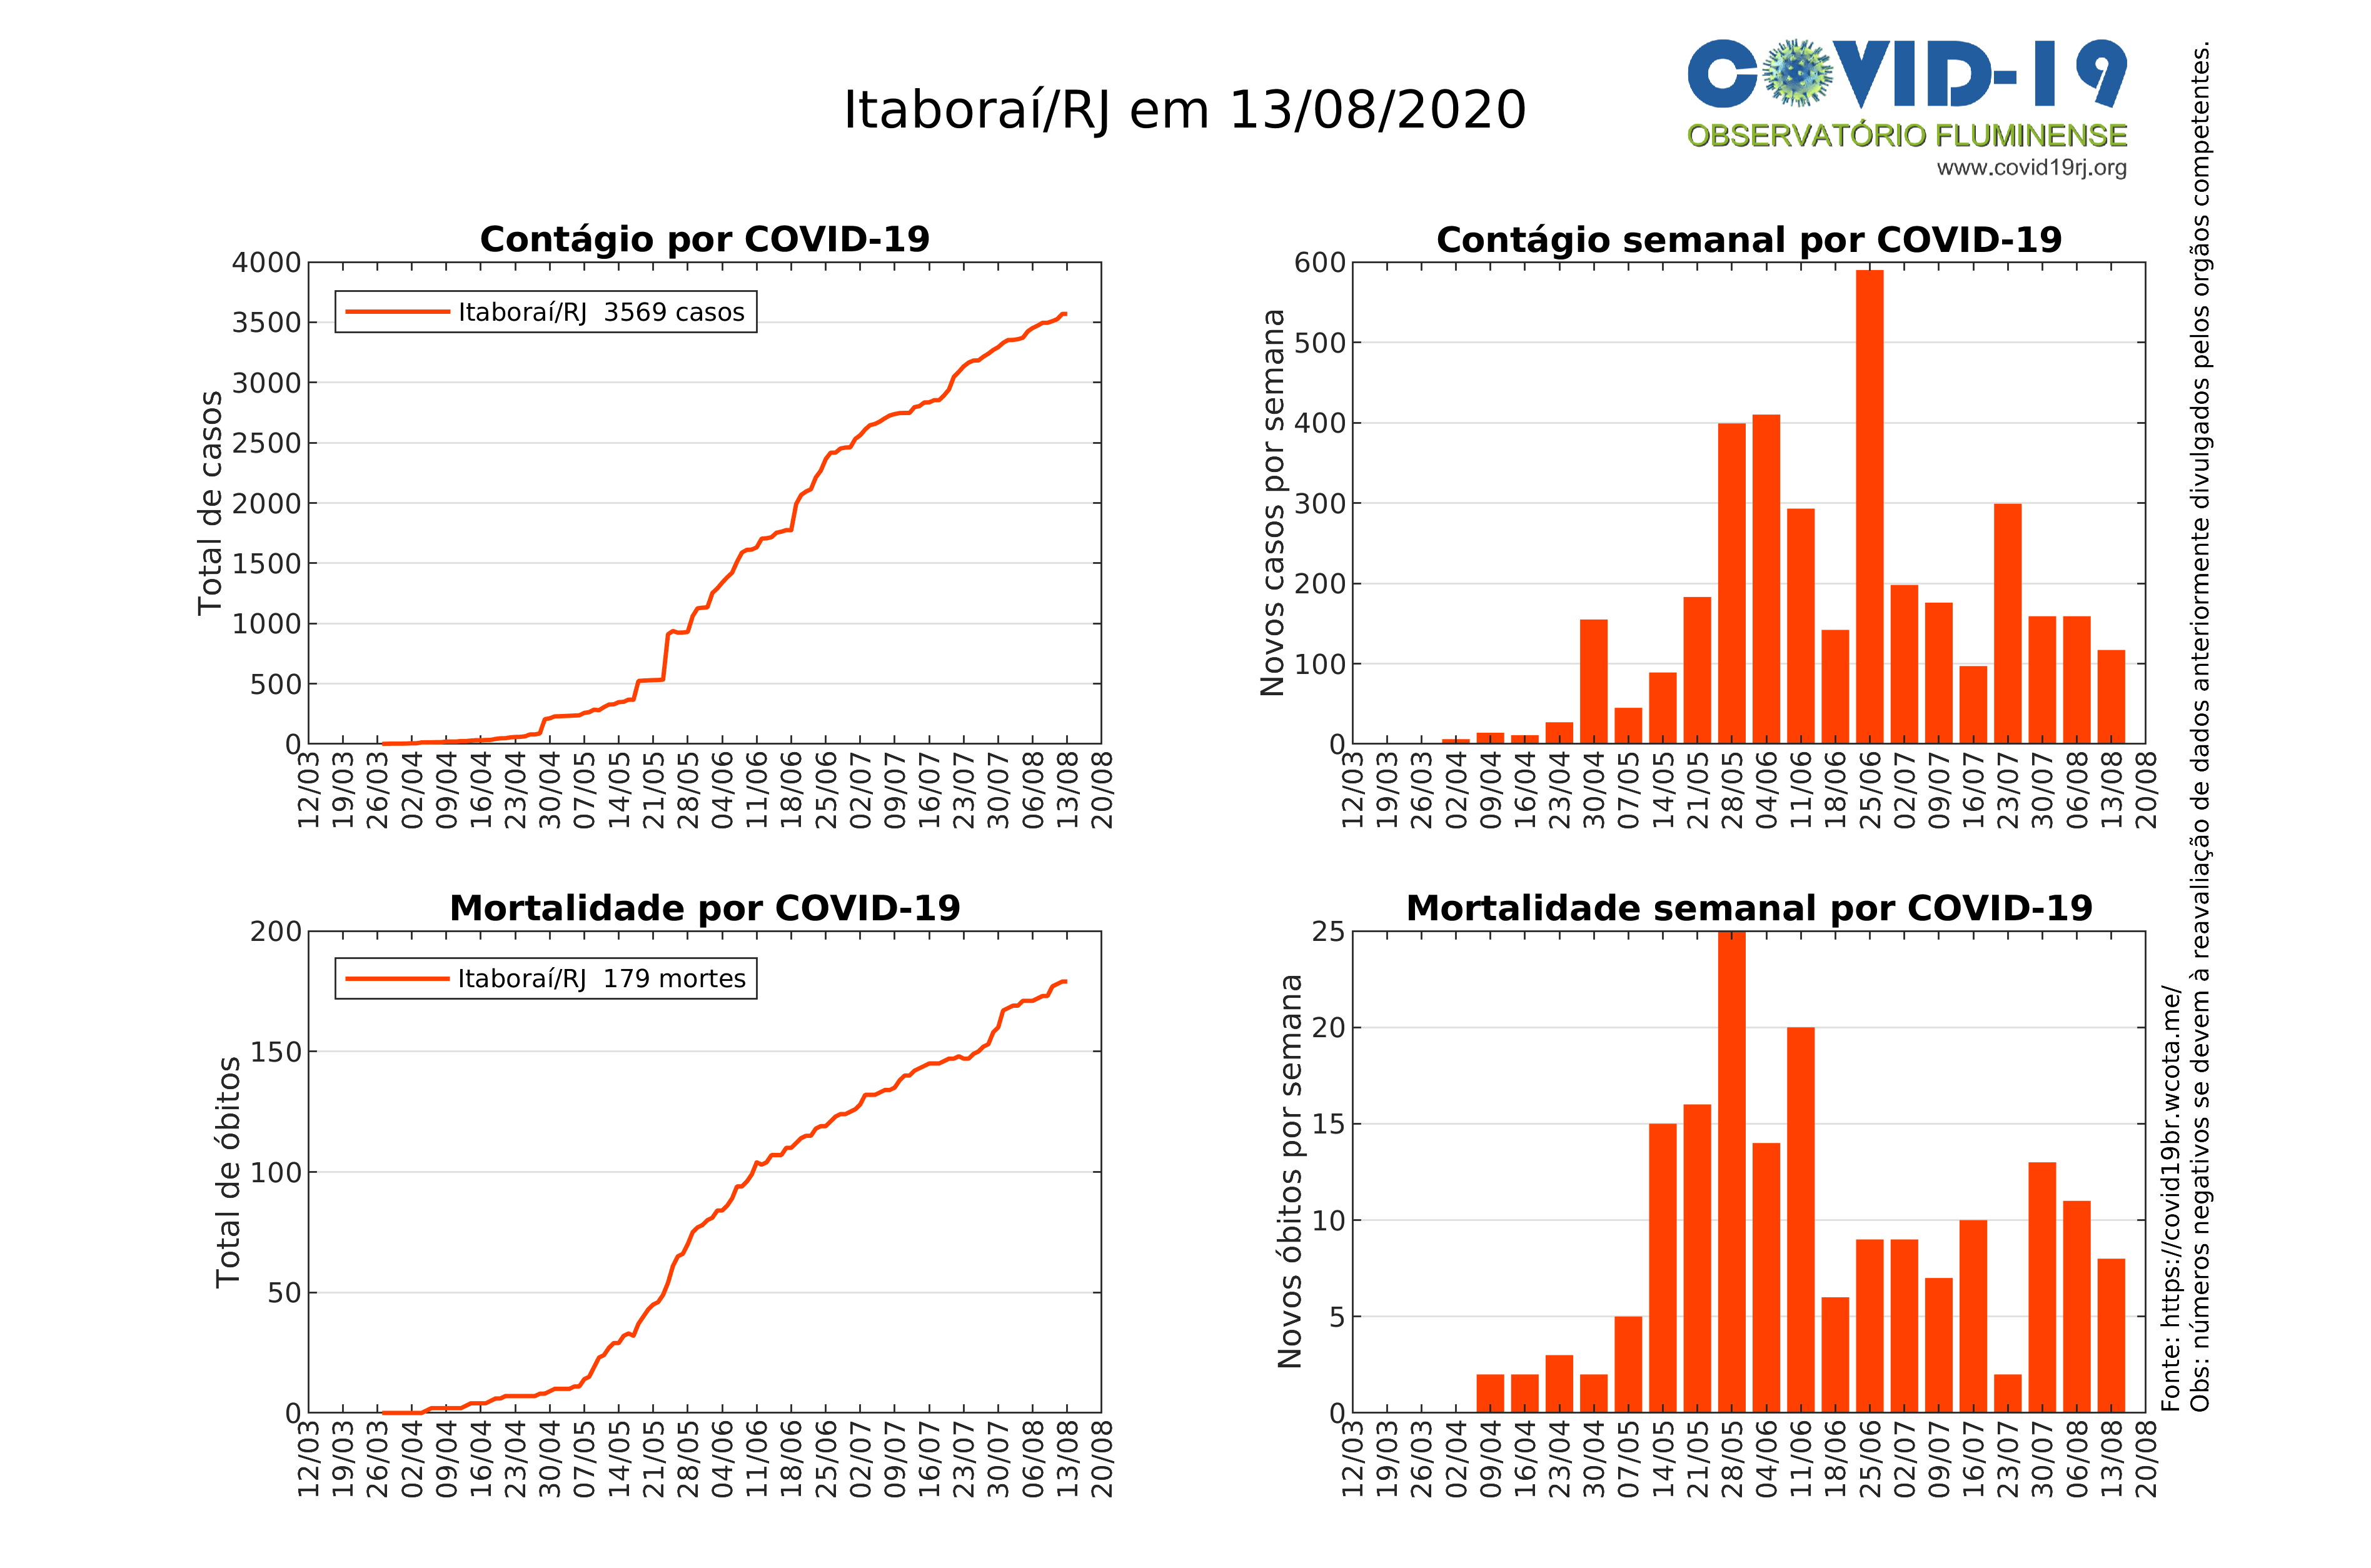 Itaboraí/RJ em 13/08/2020
COVID-19
OBSERVATÓRIO FLUMINENSE
www.covid19rj.org
Contágio por COVID-19
Total de casos
4000
3500
3000
2500
2000
1500
1000
500
0
Itaboraí/RJ 3569 casos
12/03 19/03 26/03 02/04 09/04 16/04 23/04 30/04 07/05 14/05 21/05 28/05 04/06 11/06 18/06 25/06 02/07 09/07 16/07 23/07 30/07 06/08 13/08 20/08
Contágio semanal por COVID-19
Novos casos por semana
600
500
400
300
200
100
0
12/03 19/03 26/03 02/04 09/04 16/04 23/04 30/04 07/05 14/05 21/05 28/05 04/06 11/06 18/06 25/06 02/07 09/07 16/07 23/07 30/07 06/08 13/08 20/08
Mortalidade por COVID-19
Total de óbitos
200
150
100
50
0
Itaboraí/RJ 179 mortes
12/03 19/03 26/03 02/04 09/04 16/04 23/04 30/04 07/05 14/05 21/05 28/05 04/06 11/06 18/06 25/06 02/07 09/07 16/07 23/07 30/07 06/08 13/08 20/08
Mortalidade semanal por COVID-19
Novos óbitos por semana
25
20
15
10
5
0
12/03 19/03 26/03 02/04 09/04 16/04 23/04 30/04 07/05 14/05 21/05 28/05 04/06 11/06 18/06 25/06 02/07 09/07 16/07 23/07 30/07 06/08 13/08 20/08
Fonte: https://covid19br.wcota.me/
Obs: números negativos se devem à reavaliação de dados anteriormente divulgados pelos orgãos competentes.